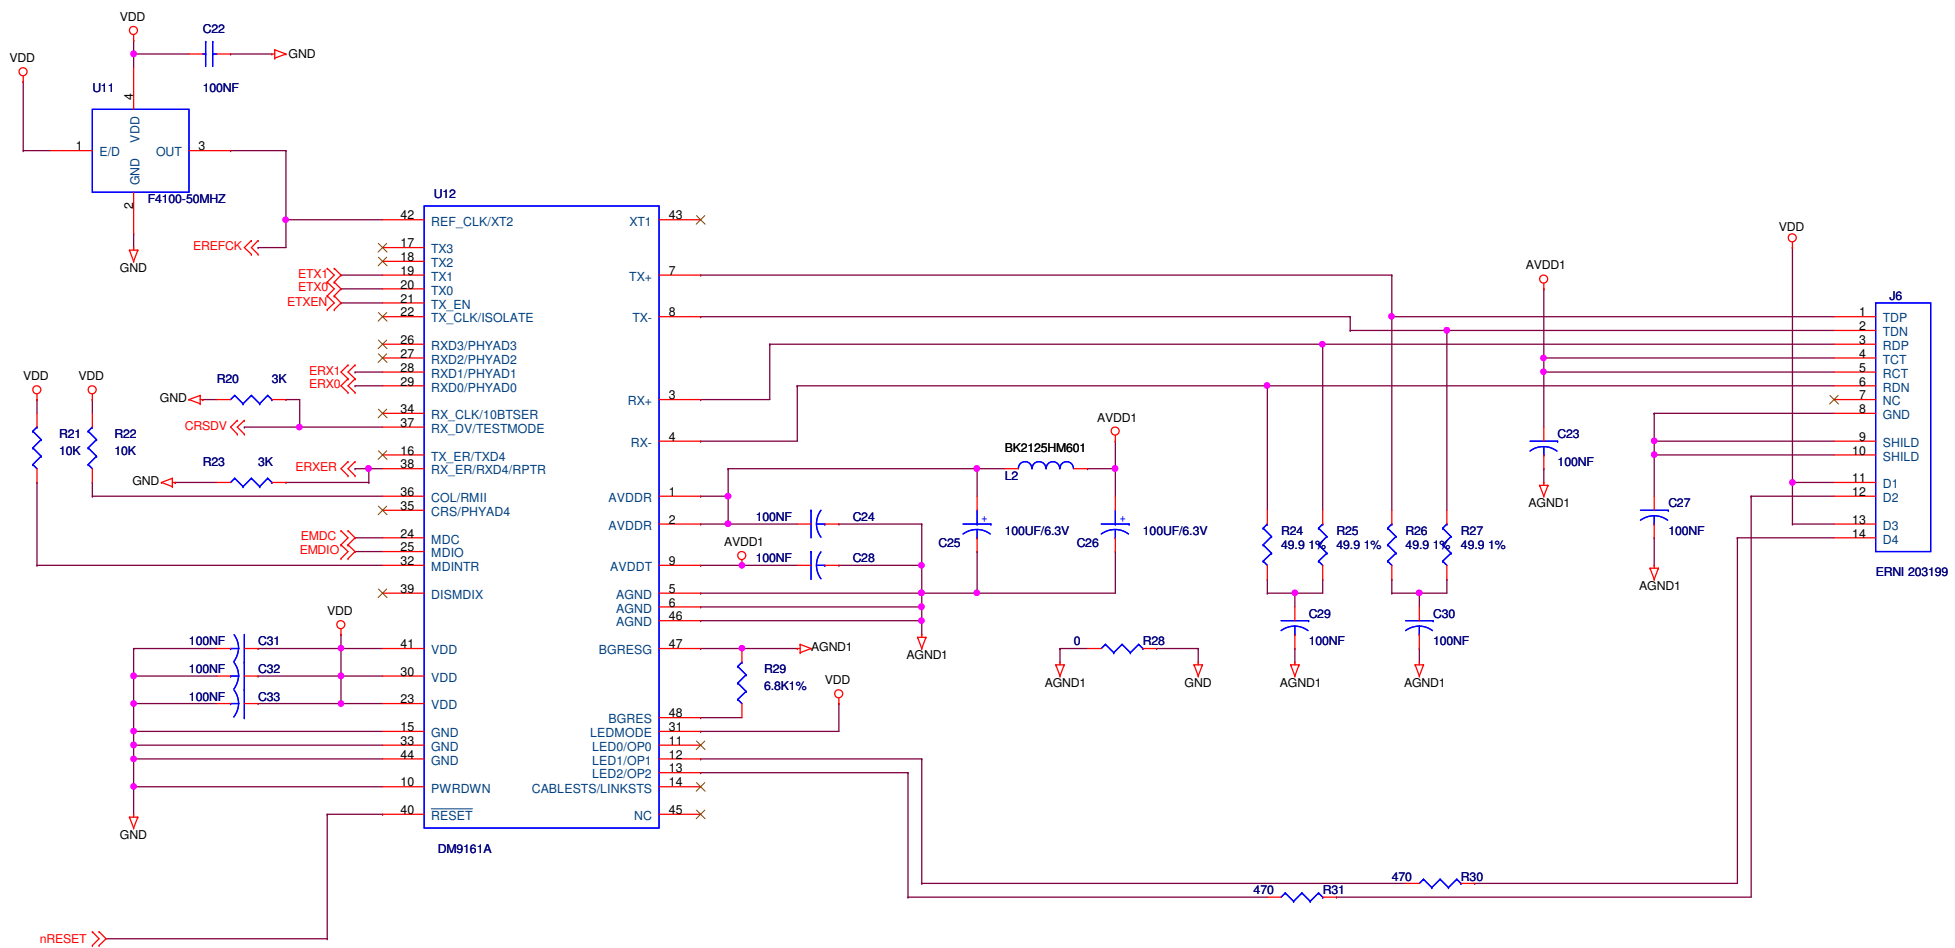 VDD
C22
GND
100NF
VDD
U11
4
VDD
1
E/D
OUT
3
GND
2
F4100-50MHZ
GND
EREFCK
U12
42 REF_CLK/XT2
17 TX3
18 TX2
ETX1 19 TX1
ETX0 20 TX0
ETXEN 21 TX_EN
22 TX_CLK/ISOLATE
26 RXD3/PHYAD3
27 RXD2/PHYAD2
ERX1 28 RXD1/PHYAD1
ERX0 29 RXD0/PHYAD0
34 RX_CLK/10BTSER
CRSDV 37 RX_DV/TESTMODE
16 TX_ER/TXD4
ERXER 38 RX_ER/RXD4/RPTR
36 COL/RMII
35 CRS/PHYAD4
EMDC 24 MDC
EMDIO 25 MDIO
32 MDINTR
39 DISMDIX
41 VDD
30 VDD
23 VDD
15 GND
33 GND
44 GND
10 PWRDWN
40 RESET
DM9161A
nRESET
VDD
VDD
R20 3K
GND
R21
10K
R22
10K
R23 3K
GND
VDD
100NF C31
100NF C32
100NF C33
GND
XT1 43
TX+ 7
TX- 8
RX+ 3
RX- 4
AVDDR 1
AVDDR 2
AVDDT 9
AGND 5
AGND 6
AGND 46
BGRESG 47
BGRES 48
LEDMODE 31
LED0/OP0 11
LED1/OP1 12
LED2/OP2 13
CABLESTS/LINKSTS 14
NC 45
AVDD1
BK2125HM601
L2
100NF C24
AVDD1
100NF C28
C25
100UF/6.3V
C26
100UF/6.3V
AGND1
AGND1
R29
6.8K1%
VDD
0 R28
AGND1
GND
R24
49.9 1%
R25
49.9 1%
R26
49.9 1%
R27
49.9 1%
C29
100NF
AGND1
C30
100NF
AGND1
AVDD1
C23
100NF
AGND1
C27
100NF
AGND1
VDD
J6
1 TDP
2 TDN
3 RDP
4 TCT
5 RCT
6 RDN
7 NC
8 GND
9 SHILD
10 SHILD
11 D1
12 D2
13 D3
14 D4
ERNI 203199
470 R30
470 R31